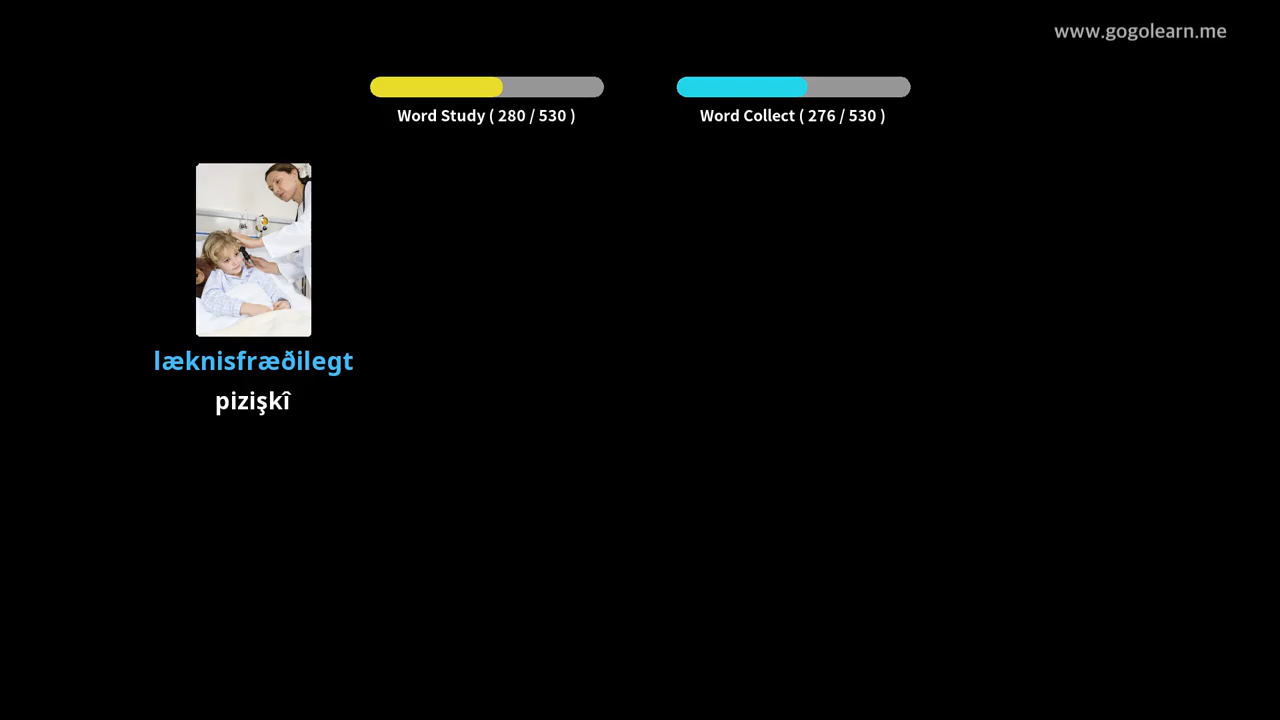 www.gogolearn.me
Word Study ( 280 / 530 )
Word Collect ( 276 / 530 )
læknisfræðilegt
pizişkî